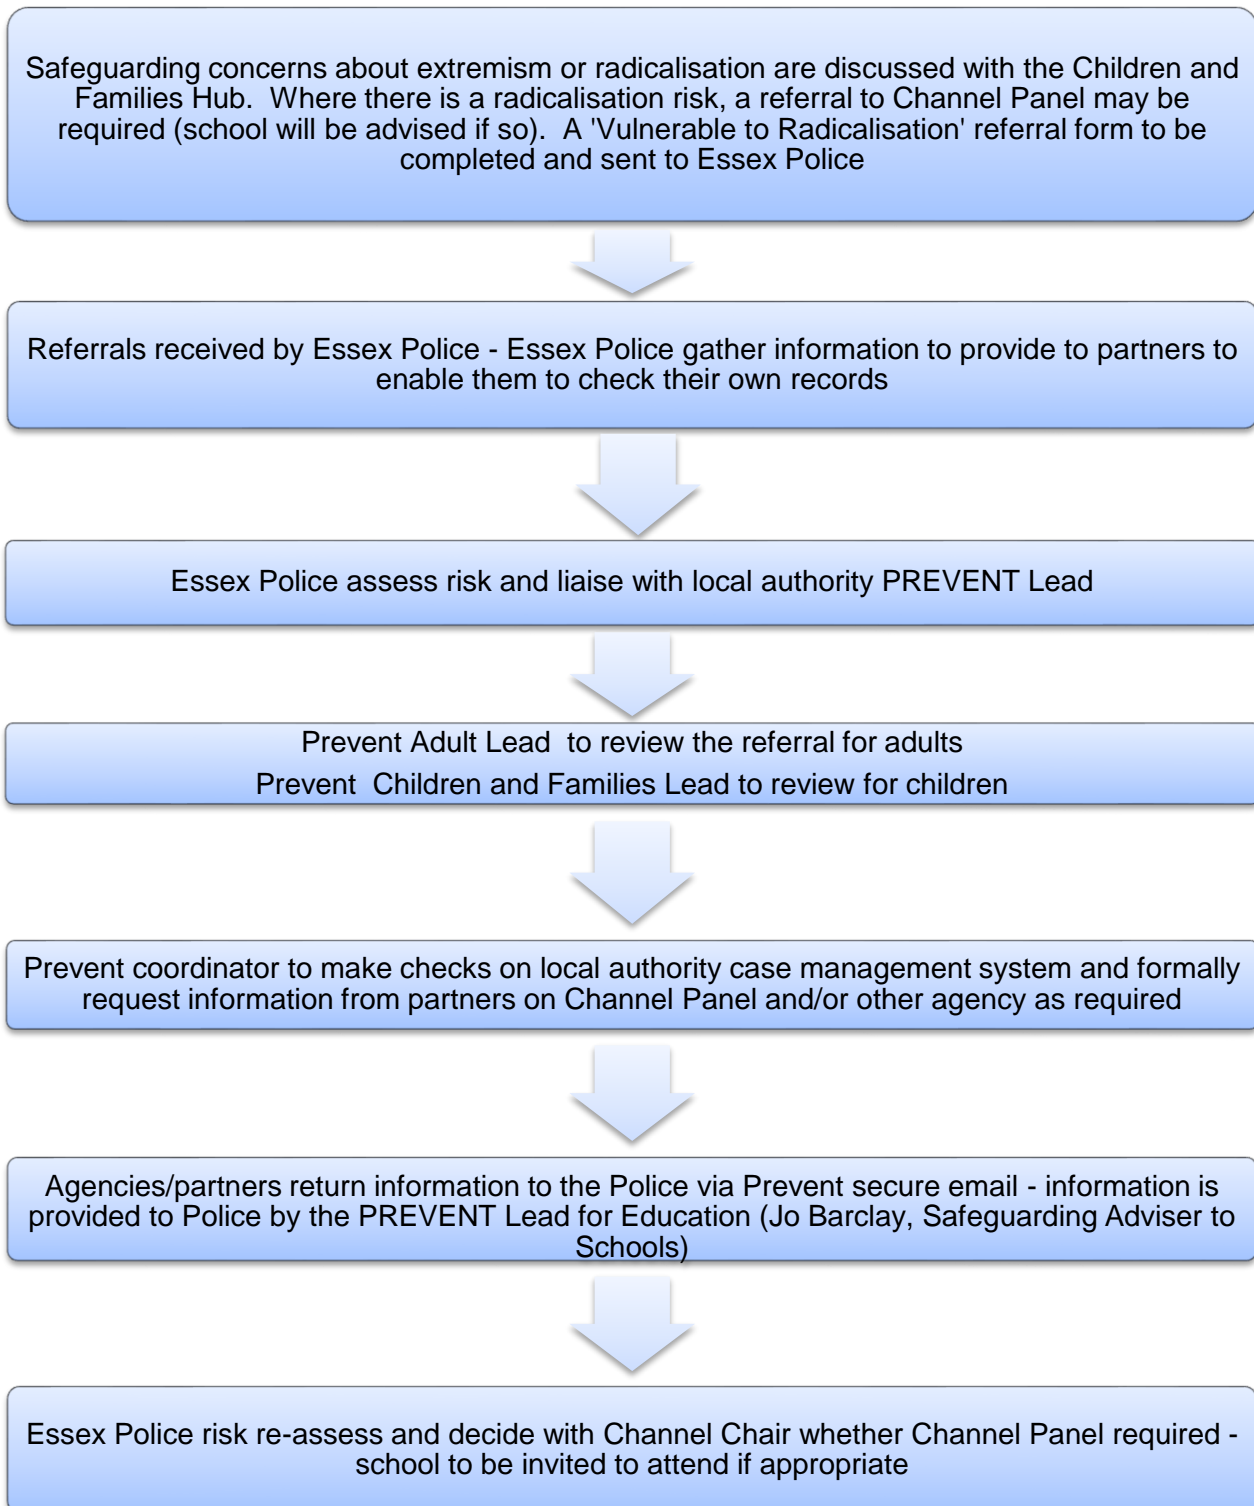 Safeguarding concerns about extremism or radicalisation are discussed with the Children and
Families Hub.  Where there is a radicalisation risk, a referral to Channel Panel may be
required (school will be advised if so).  A 'Vulnerable to Radicalisation' referral form to be
completed and sent to Essex Police
Referrals received by Essex Police - Essex Police gather information to provide to partners to
enable them to check their own records
Essex Police assess risk and liaise with local authority PREVENT Lead
Prevent Adult Lead  to review the referral for adults
Prevent  Children and Families Lead to review for children
Prevent coordinator to make checks on local authority case management system and formally
request information from partners on Channel Panel and/or other agency as required
Agencies/partners return information to the Police via Prevent secure email - information is
provided to Police by the PREVENT Lead for Education (Jo Barclay, Safeguarding Adviser to
Schools)
Essex Police risk re-assess and decide with Channel Chair whether Channel Panel required -
school to be invited to attend if appropriate